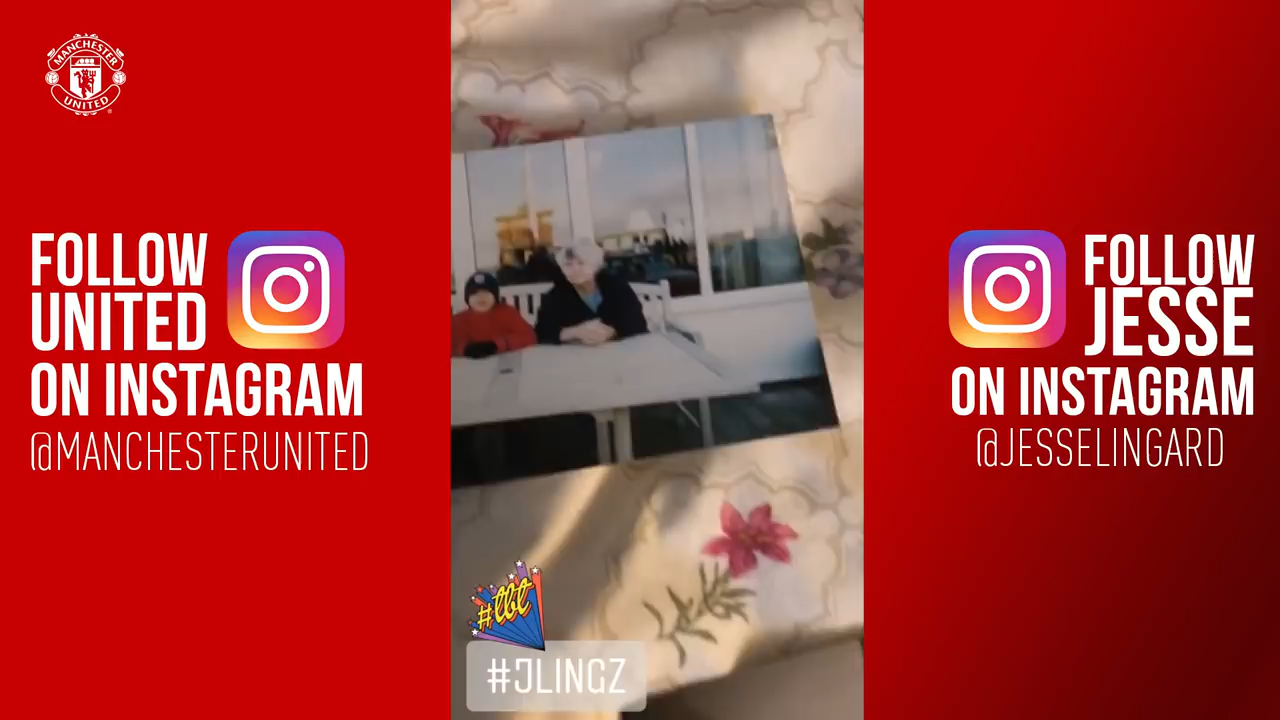 MANCHESTER
UNITED
FOLLOW
UNITED
ON INSTAGRAM
@MANCHESTERUNITED
#tbt
#JLINGZ
FOLLOW
JESSE
ON INSTAGRAM
@JESSELINGARD